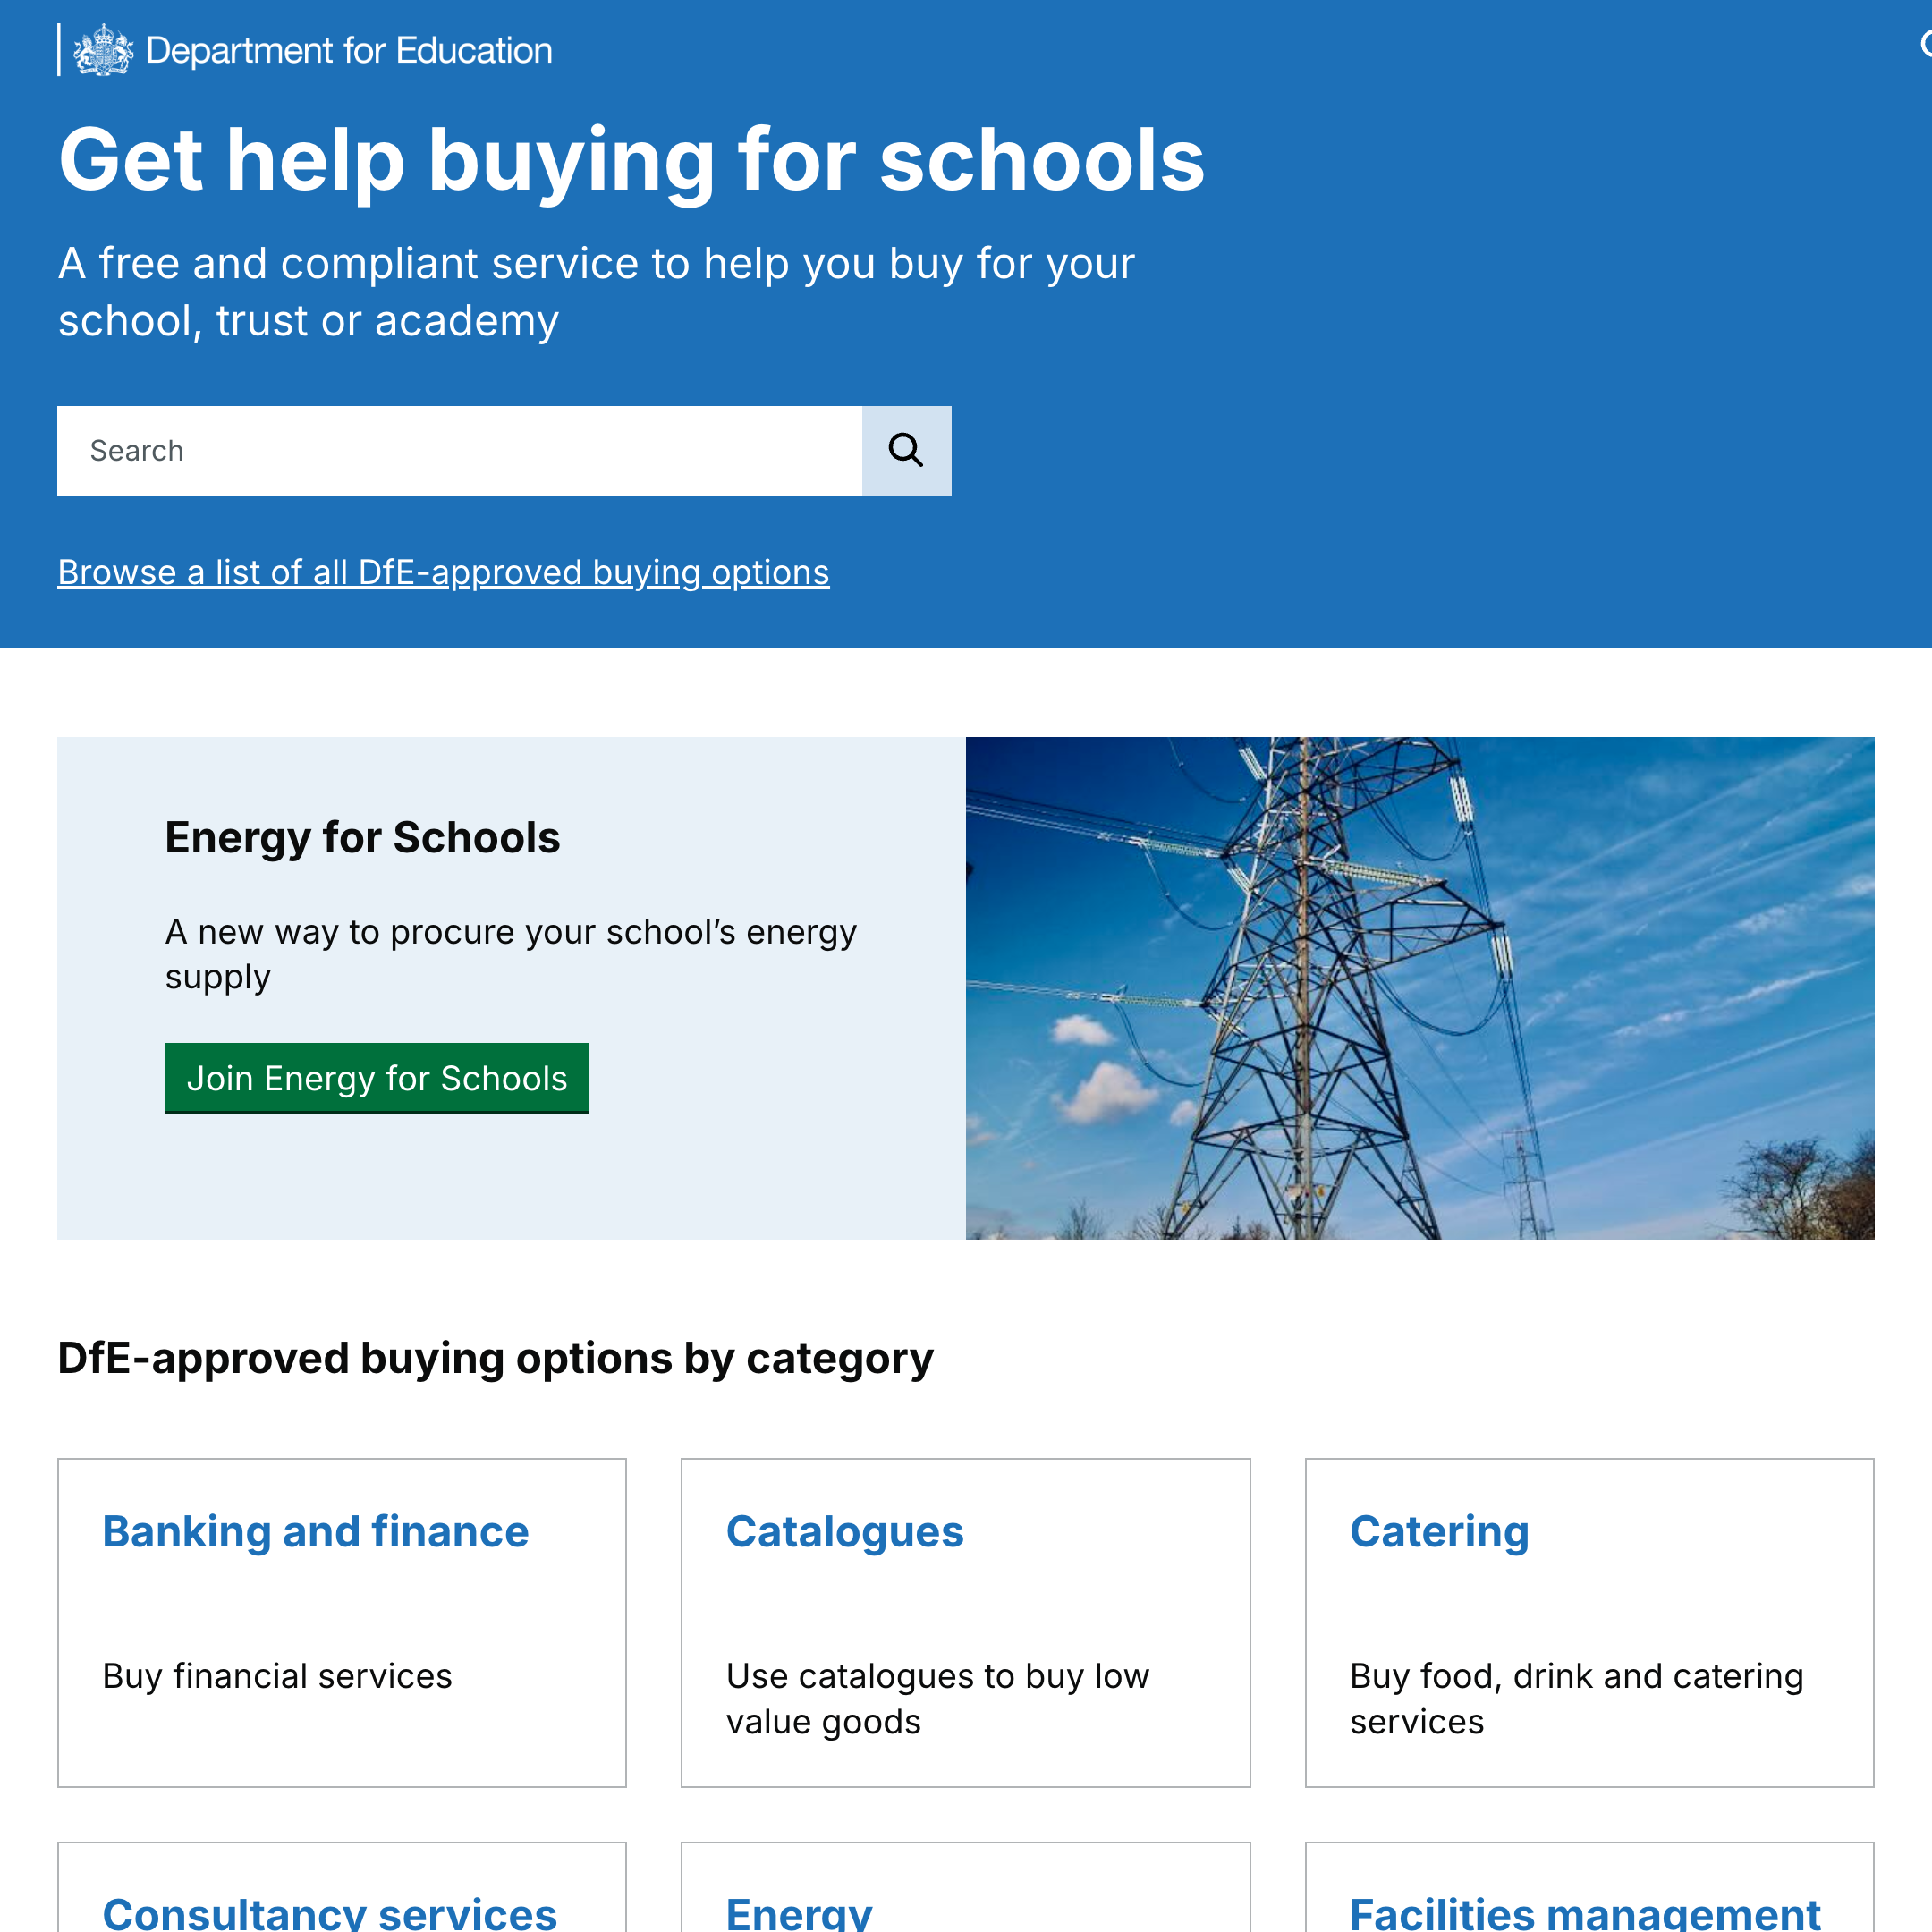 Department for Education
Get help buying for schools
A free and compliant service to help you buy for your
school, trust or academy
Search
Browse a list of all DfE-approved buying options
Energy for Schools
A new way to procure your school’s energy
supply
Join Energy for Schools
DfE-approved buying options by category
Banking and finance
Catalogues
Catering
Buy financial services
Use catalogues to buy low
value goods
Buy food, drink and catering
services
Consultancy services
Energy
Facilities management